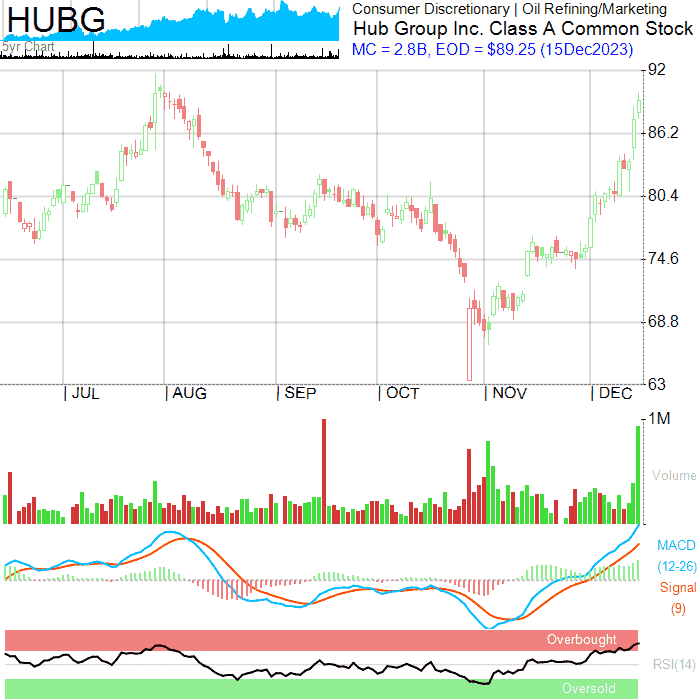 HUBG
5yr Chart
Consumer Discretionary | Oil Refining/Marketing
Hub Group Inc. Class A Common Stock
MC = 2.8B, EOD = $89.25 (15Dec2023)
92
86.2
80.4
74.6
68.8
63
| JUL | AUG | SEP | OCT | NOV | DEC
1M
Volume
MACD
(12-26)
Signal
(9)
Overbought
RSI(14)
Oversold